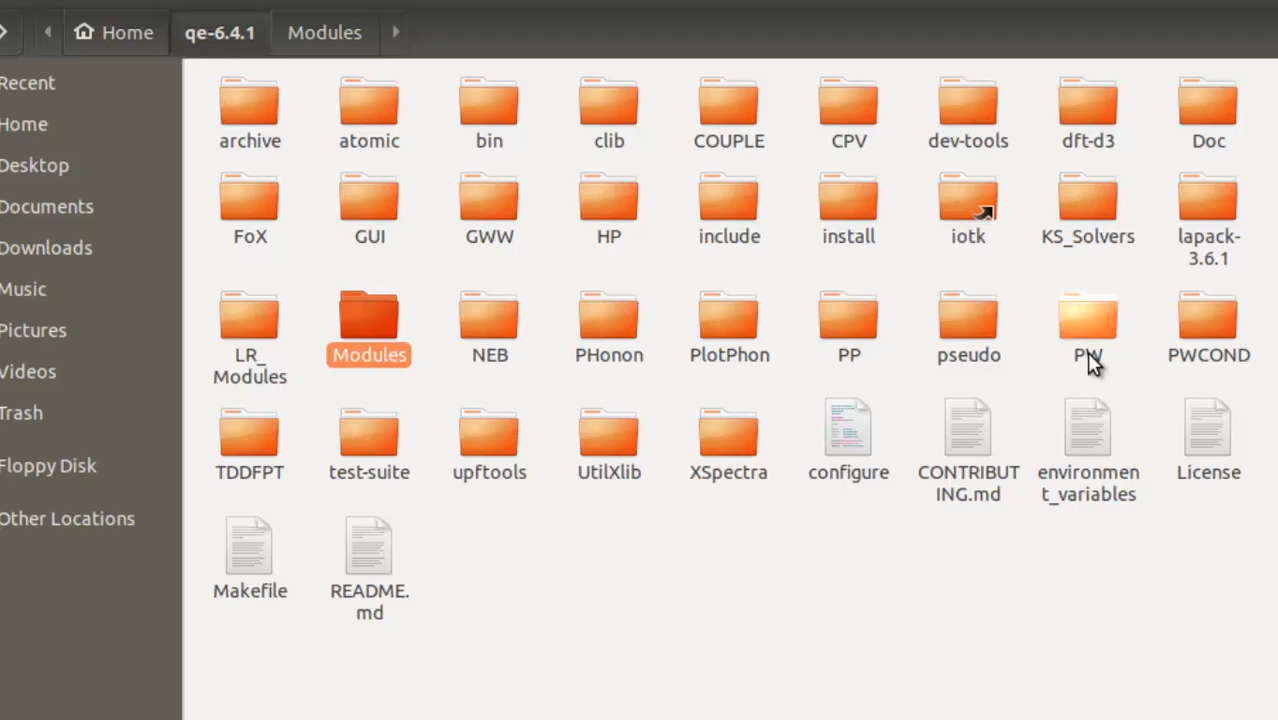 Home qe-6.4.1 Modules
Recent
Home
Desktop
Documents
Downloads
Music
Pictures
Videos
Trash
Floppy Disk
Other Locations
archive atomic bin clib COUPLE CPV dev-tools dft-d3 Doc
FoX GUI GWW HP include install iotk KS_Solvers lapack-
3.6.1
LR_ Modules NEB PHonon PlotPhon PP pseudo PW PWCOND
Modules
TDDFPT test-suite upftools UtilXlib XSpectra configure CONTRIBUT environmen License
ING.md t_variables
Makefile README.
md